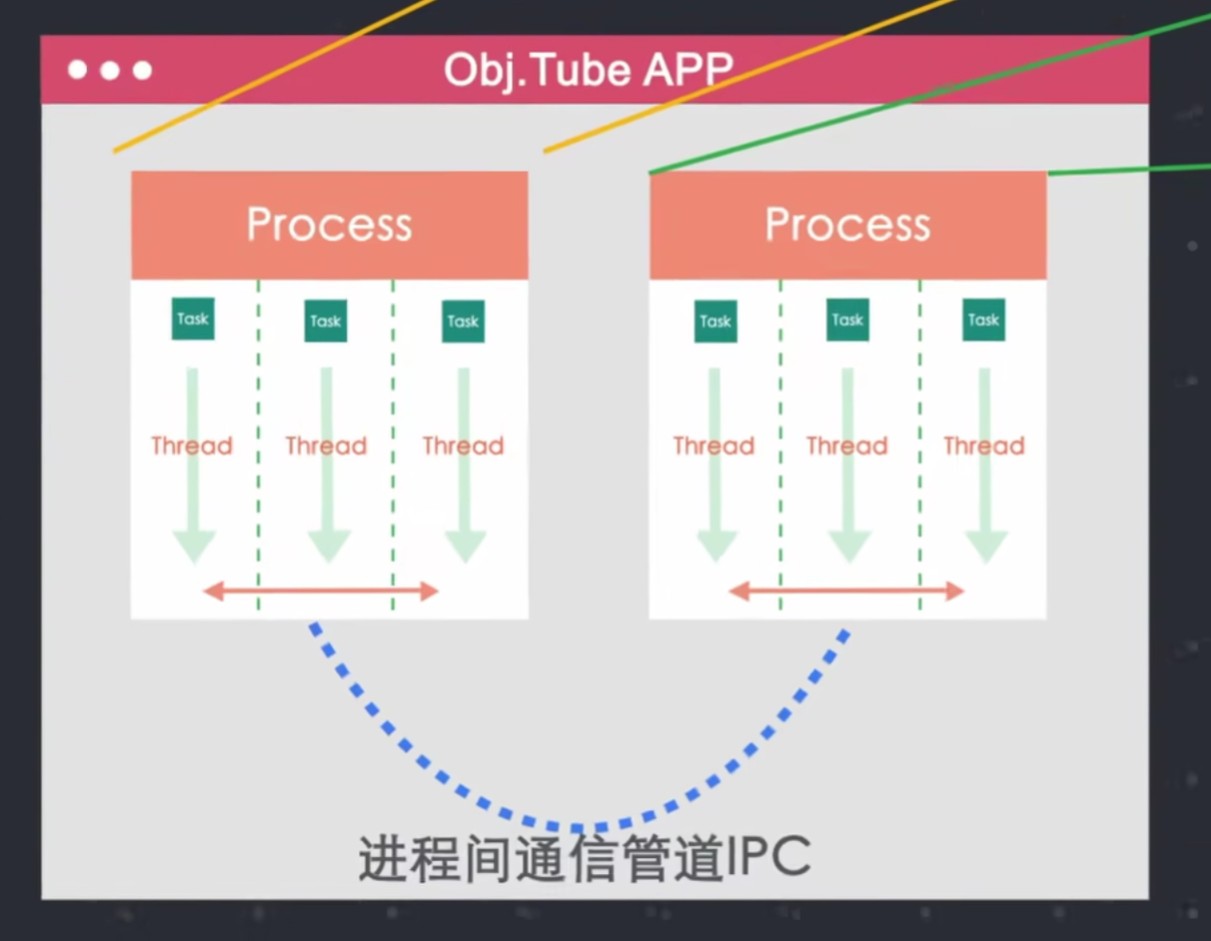 Obj.Tube APP
Process
Process
Task
Task
Task
Task
Task
Task
Thread
Thread
Thread
Thread
Thread
Thread
进程间通信管道IPC